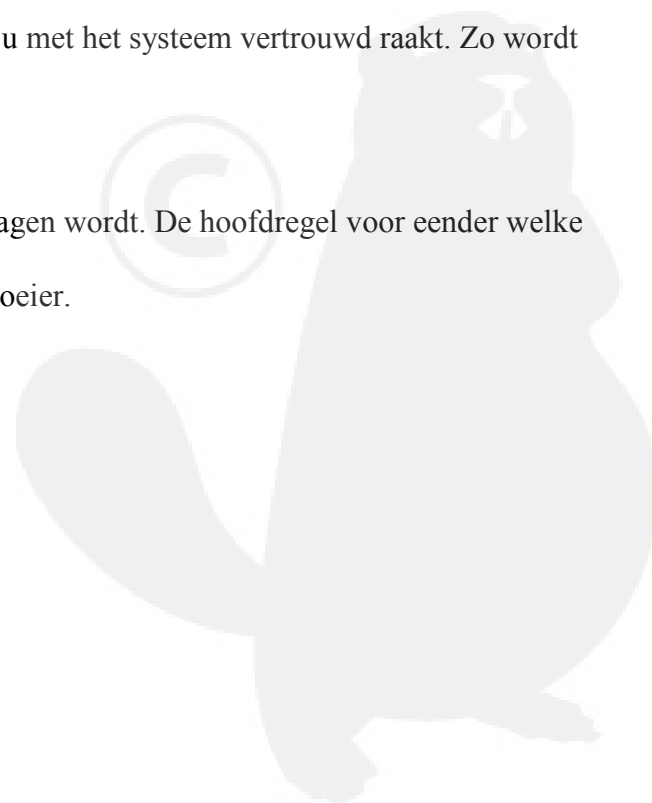 u met het systeem vertrouwd raakt. Zo wordt
©
agen wordt. De hoofdregel voor eender welke
oeier.